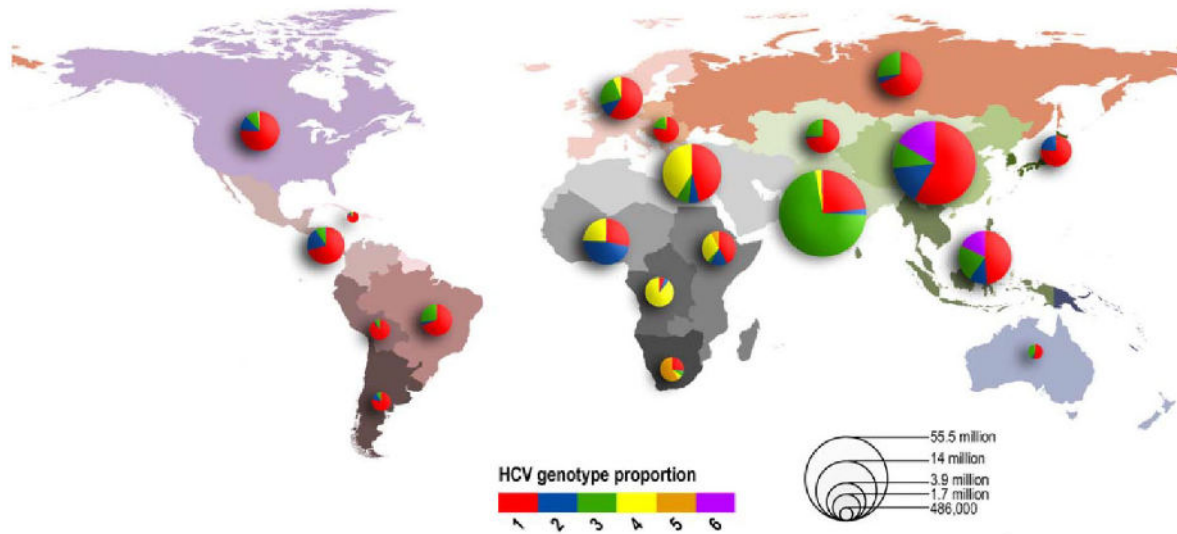 55.5 million
14 million
3.9 million
1.7 million
486,000
HCV genotype proportion
1 2 3 4 5 6